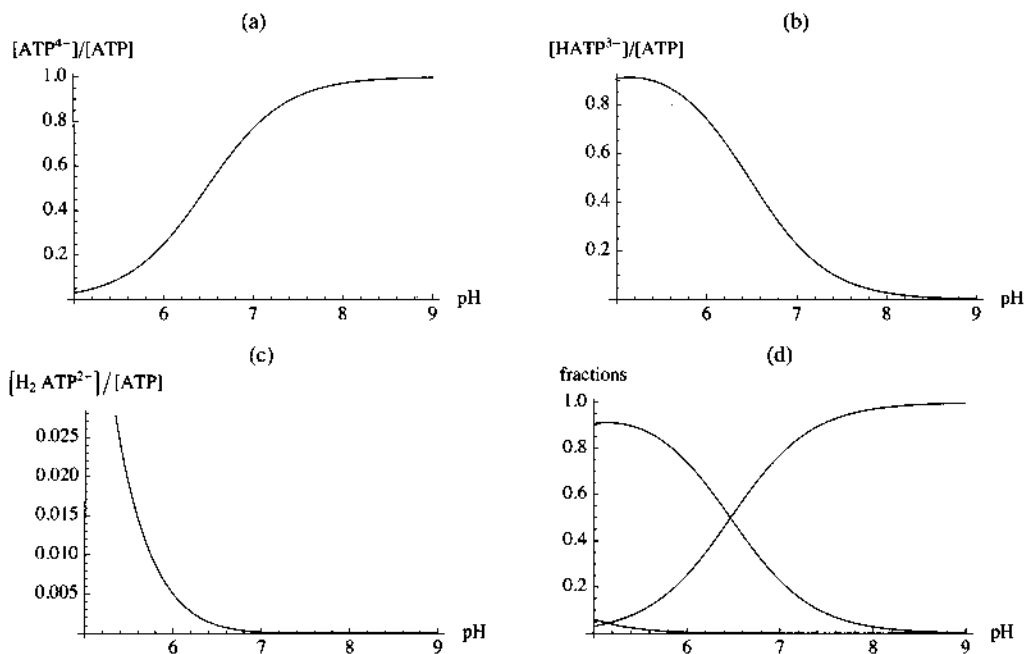 (a)
[ATP⁴⁻]/[ATP]
1.0
0.8
0.6
0.4
0.2
6 7 8 9 pH
(b)
[HATP³⁻]/[ATP]
0.8
0.6
0.4
0.2
6 7 8 9 pH
(c)
[H₂ ATP²⁻]/[ATP]
0.025
0.020
0.015
0.010
0.005
6 7 8 9 pH
(d)
fractions
1.0
0.8
0.6
0.4
0.2
6 7 8 9 pH